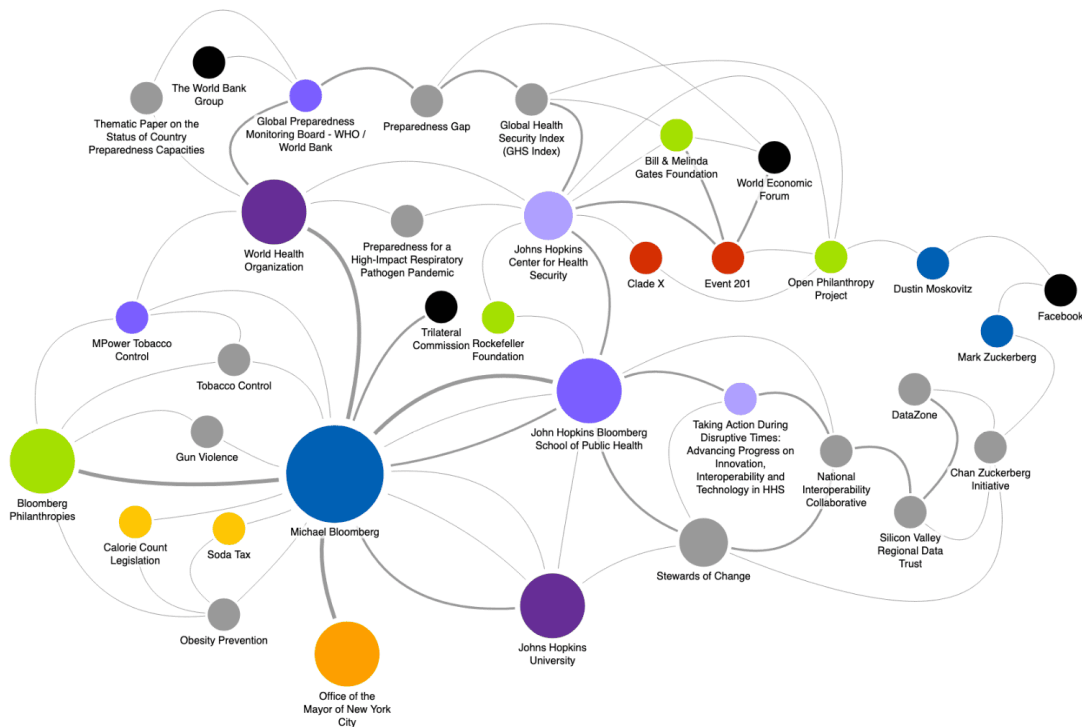 The World Bank
Group
Thematic Paper on the
Status of Country
Preparedness Capacities
Global Preparedness
Monitoring Board - WHO /
World Bank
Preparedness Gap
Global Health
Security Index
(GHS Index)
Bill & Melinda
Gates Foundation
World Economic
Forum
World Health
Organization
Preparedness for a
High-Impact Respiratory
Pathogen Pandemic
Johns Hopkins
Center for Health
Security
Clade X
Event 201
Open Philanthropy
Project
Dustin Moskovitz
Facebook
MPower Tobacco
Control
Trilateral
Commission
Rockefeller
Foundation
Mark Zuckerberg
Tobacco Control
John Hopkins Bloomberg
School of Public Health
Taking Action During
Disruptive Times:
Advancing Progress on
Innovation,
Interoperability and
Technology in HHS
DataZone
Gun Violence
National
Interoperability
Collaborative
Chan Zuckerberg
Initiative
Bloomberg
Philanthropies
Michael Bloomberg
Calorie Count
Legislation
Soda Tax
Silicon Valley
Regional Data
Trust
Stewards of Change
Obesity Prevention
Johns Hopkins
University
Office of the
Mayor of New York
City